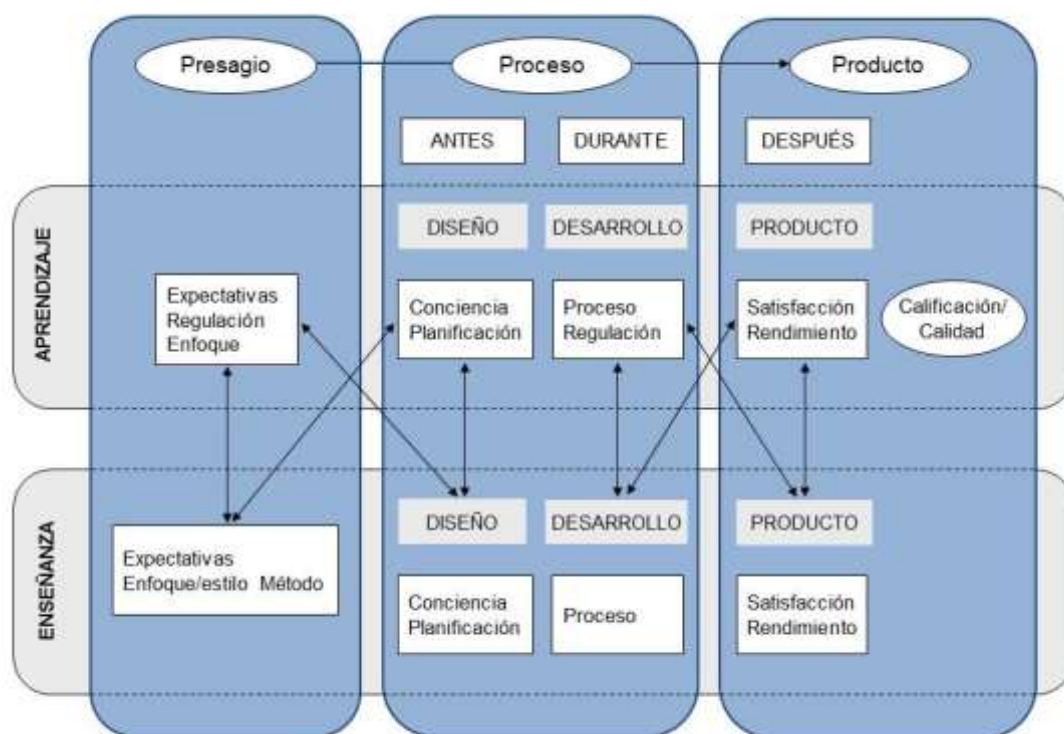 Presagio
Proceso
Producto
ANTES
DURANTE
DESPUÉS
APRENDIZAJE
DISEÑO
DESARROLLO
PRODUCTO
Expectativas
Regulación
Enfoque
Conciencia
Planificación
Proceso
Regulación
Satisfacción
Rendimiento
Calificación/
Calidad
ENSEÑANZA
DISEÑO
DESARROLLO
PRODUCTO
Expectativas
Enfoque/estilo Método
Conciencia
Planificación
Proceso
Satisfacción
Rendimiento